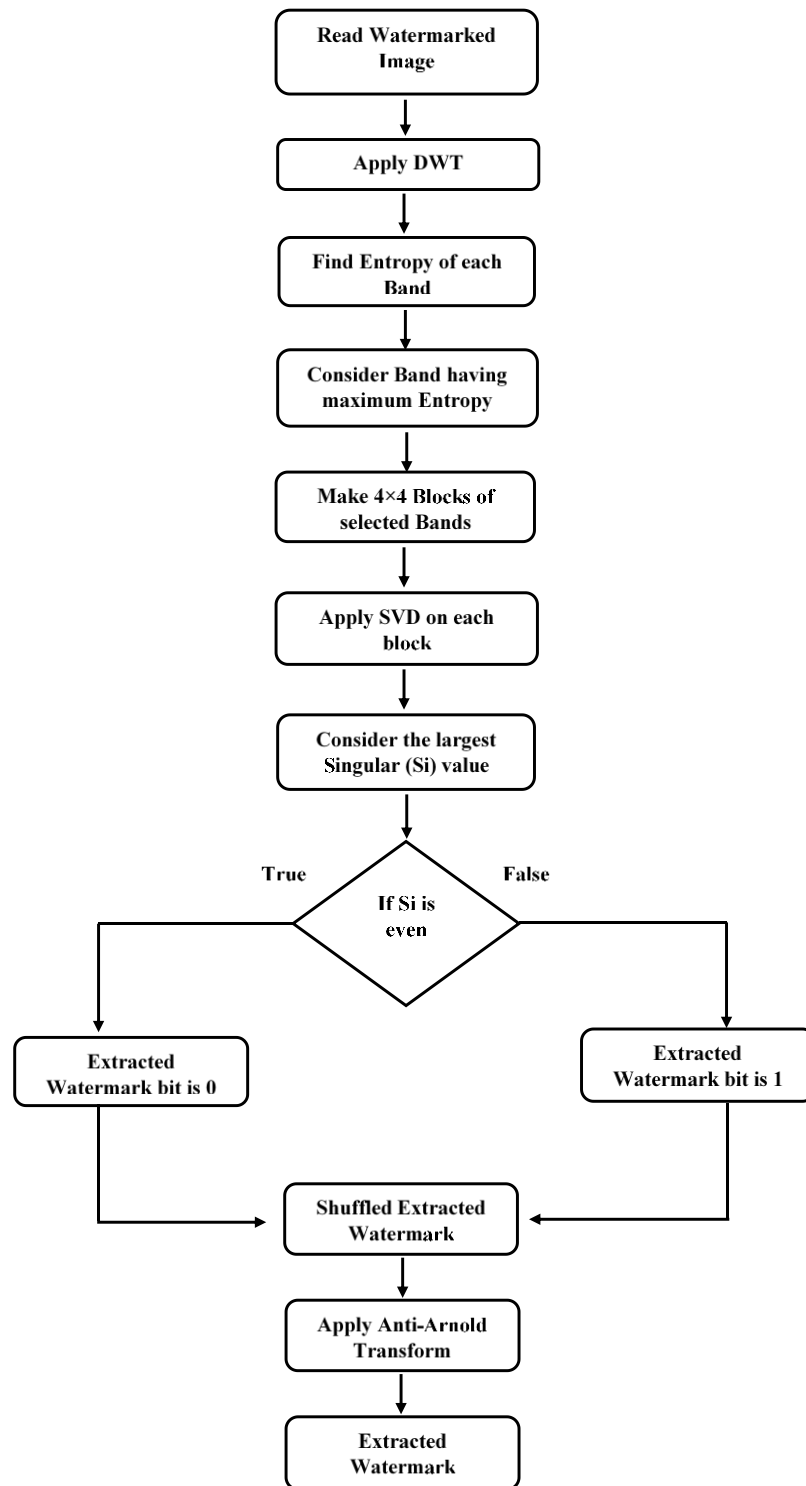 Read Watermarked
Image
Apply DWT
Find Entropy of each
Band
Consider Band having
maximum Entropy
Make 4×4 Blocks of
selected Bands
Apply SVD on each
block
Consider the largest
Singular (Si) value
True
False
If Si is
even
Extracted
Watermark bit is 0
Extracted
Watermark bit is 1
Shuffled Extracted
Watermark
Apply Anti-Arnold
Transform
Extracted
Watermark